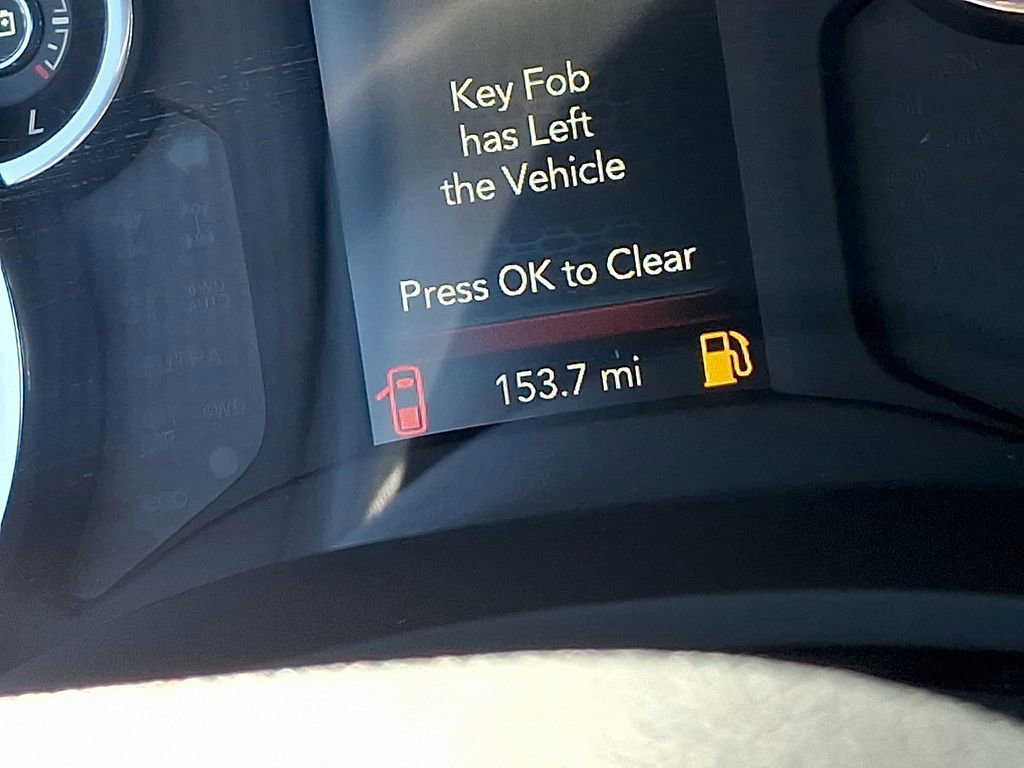 L
Key Fob
has Left
the Vehicle
Press OK to Clear
153.7 mi